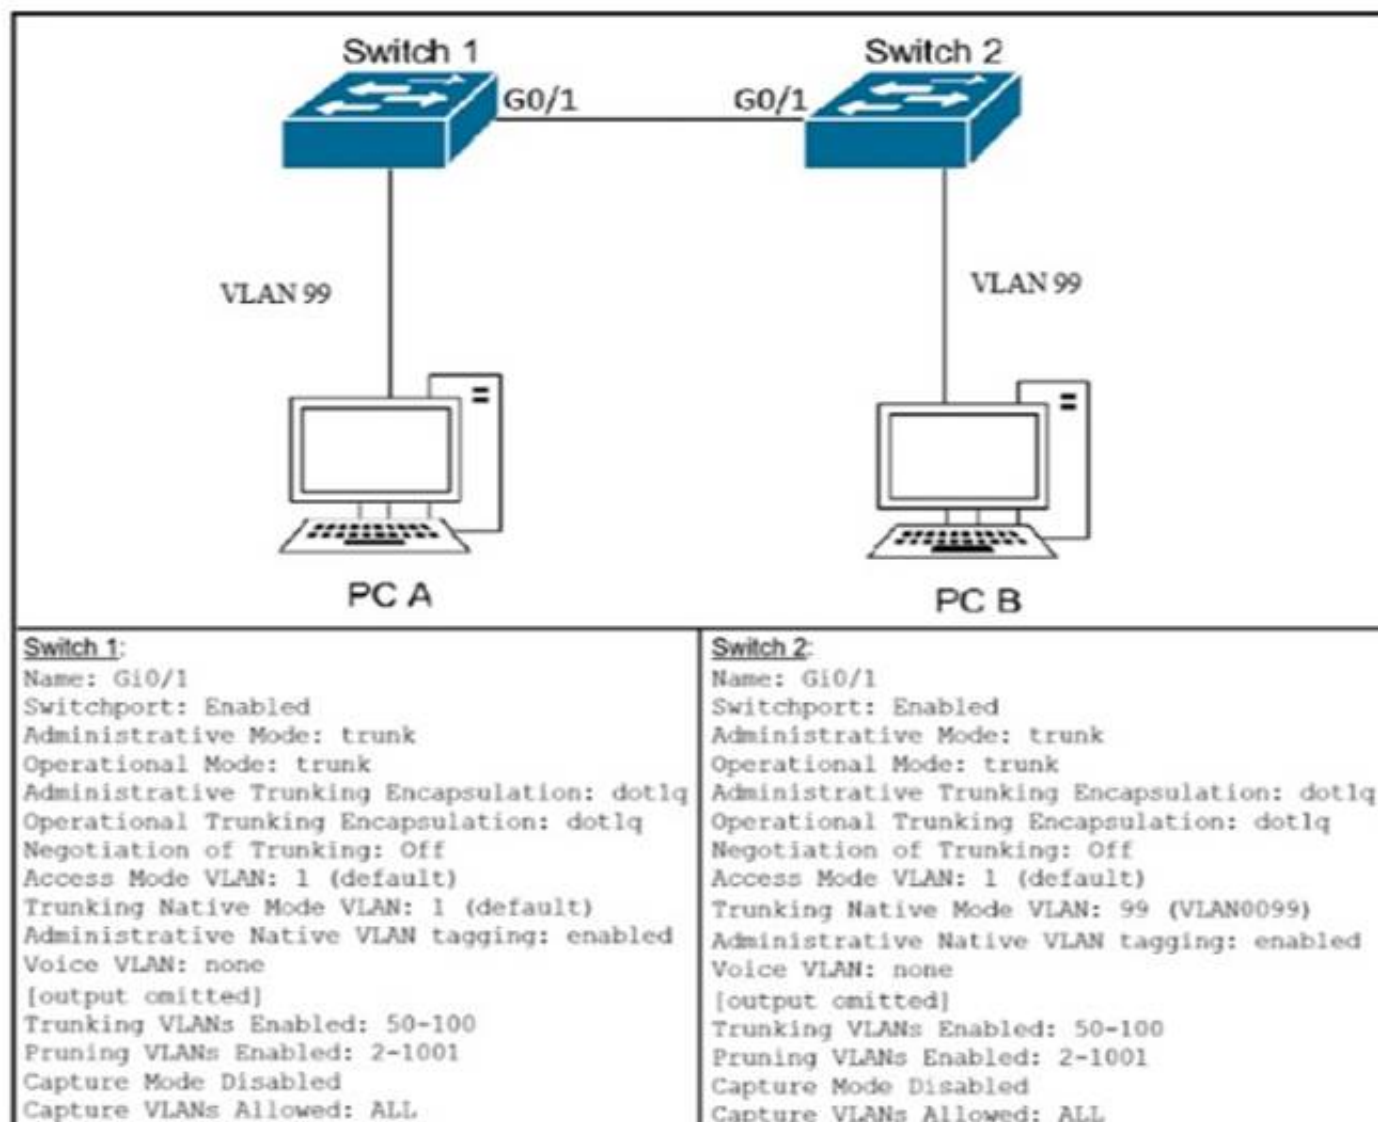 Switch 1
Switch 2
G0/1
G0/1
VLAN 99
VLAN 99
PC A
PC B
Switch 1:
Name: Gi0/1
Switchport: Enabled
Administrative Mode: trunk
Operational Mode: trunk
Administrative Trunking Encapsulation: dot1q
Operational Trunking Encapsulation: dot1q
Negotiation of Trunking: Off
Access Mode VLAN: 1 (default)
Trunking Native Mode VLAN: 1 (default)
Administrative Native VLAN tagging: enabled
Voice VLAN: none
[output omitted]
Trunking VLANs Enabled: 50-100
Pruning VLANs Enabled: 2-1001
Capture Mode Disabled
Capture VLANs Allowed: ALL
Switch 2:
Name: Gi0/1
Switchport: Enabled
Administrative Mode: trunk
Operational Mode: trunk
Administrative Trunking Encapsulation: dot1q
Operational Trunking Encapsulation: dot1q
Negotiation of Trunking: Off
Access Mode VLAN: 1 (default)
Trunking Native Mode VLAN: 99 (VLAN0099)
Administrative Native VLAN tagging: enabled
Voice VLAN: none
[output omitted]
Trunking VLANs Enabled: 50-100
Pruning VLANs Enabled: 2-1001
Capture Mode Disabled
Capture VLANs Allowed: ALL